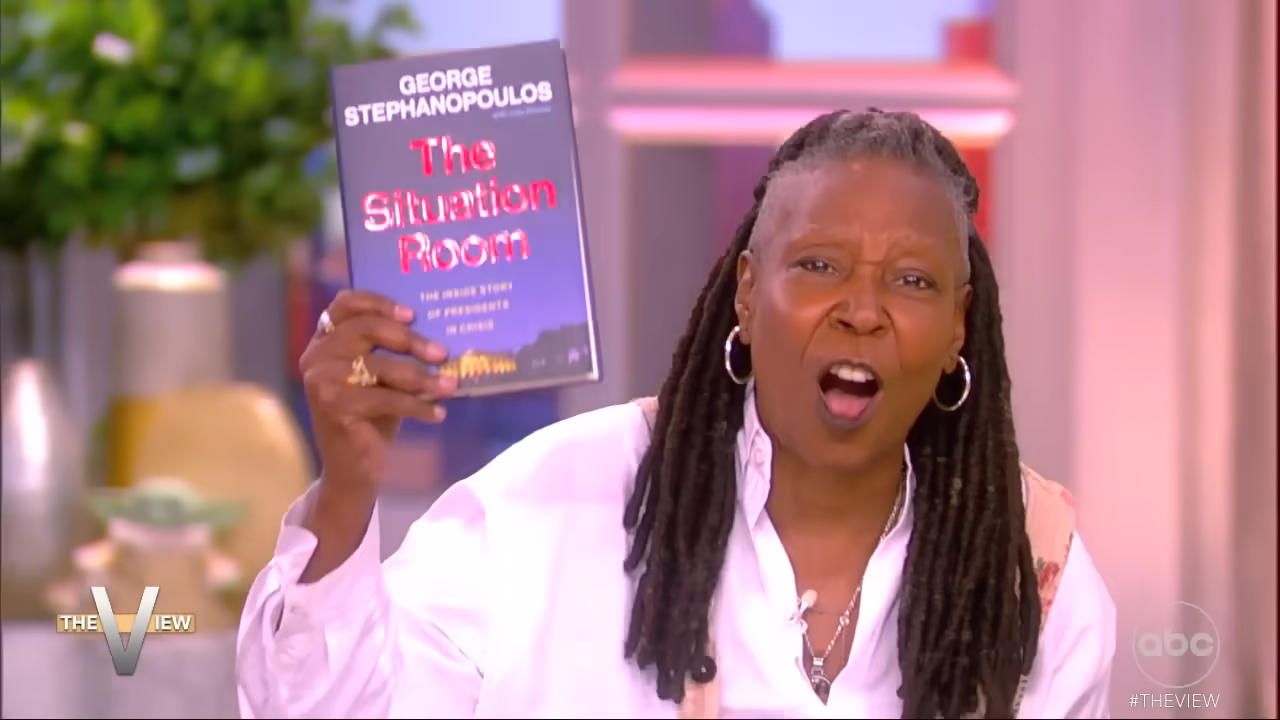 GEORGE
STEPHANOPOULOS
The
Situation
Room
THE INSIDE STORY
OF PRESIDENTS
IN CRISIS
THE VIEW
abc
#THEVIEW